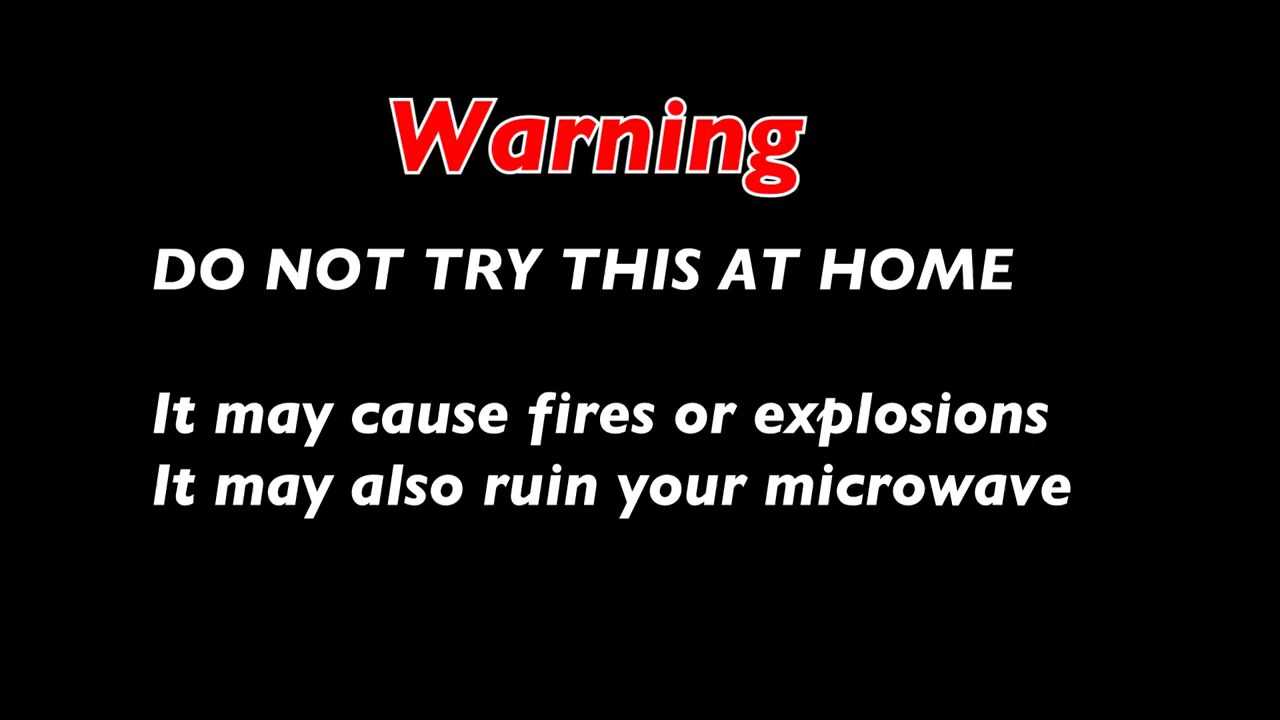 Warning
DO NOT TRY THIS AT HOME
It may cause fires or explosions
It may also ruin your microwave